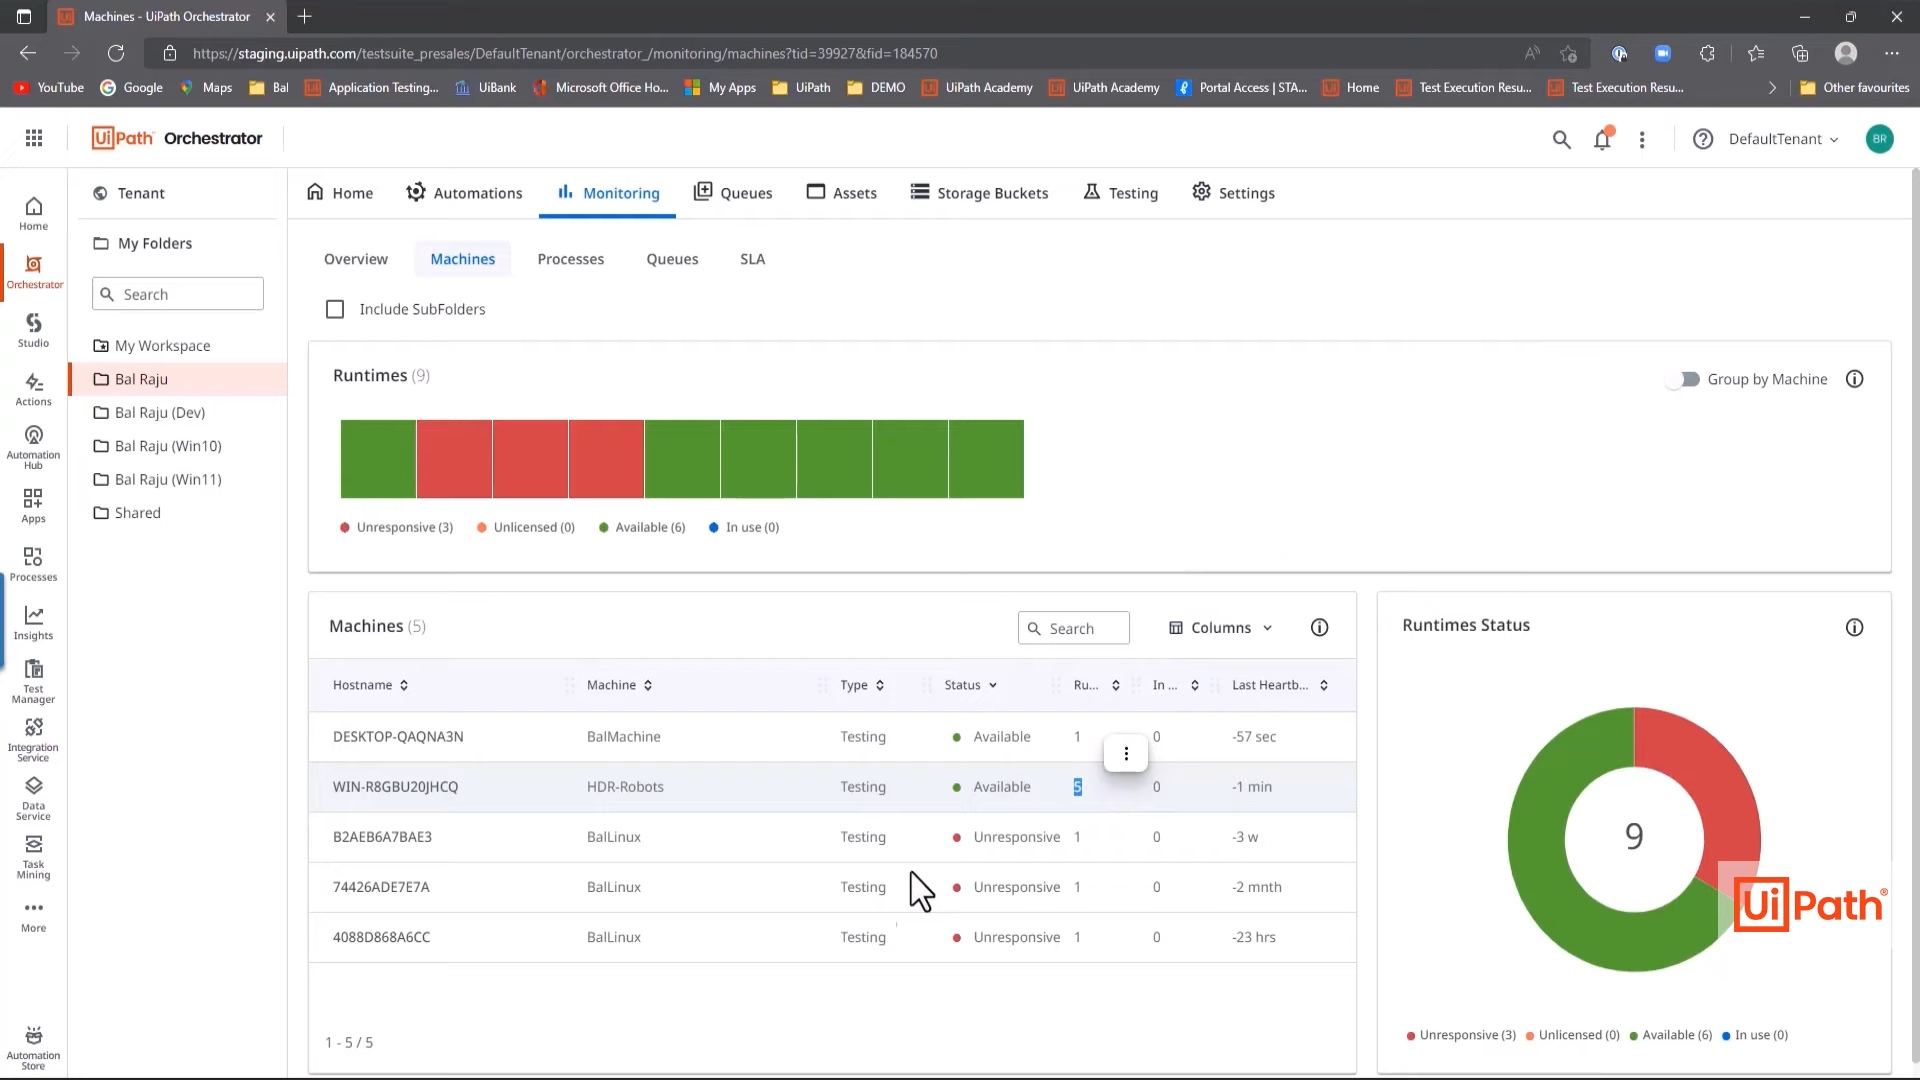 Machines - UiPath Orchestrator
https://staging.uipath.com/testsuite_presales/DefaultTenant/orchestrator_/monitoring/machines?tid=39927&fid=184570
YouTube Google Maps Bal Application Testing... UiBank Microsoft Office Ho... My Apps UiPath DEMO UiPath Academy UiPath Academy Portal Access | STA... Home Test Execution Resu... Test Execution Resu... Other favourites
UiPath Orchestrator DefaultTenant BR
Home
Orchestrator
Studio
Actions
Automation Hub
Apps
Processes
Insights
Test Manager
Integration Service
Data Service
Task Mining
More
Automation Store
Tenant
My Folders
Search
My Workspace
Bal Raju
Bal Raju (Dev)
Bal Raju (Win10)
Bal Raju (Win11)
Shared
Home Automations Monitoring Queues Assets Storage Buckets Testing Settings
Overview Machines Processes Queues SLA
Include SubFolders
Runtimes (9) Group by Machine
Unresponsive (3) Unlicensed (0) Available (6) In use (0)
Machines (5) Search Columns
Hostname Machine Type Status Ru... In ... Last Heartb...
DESKTOP-QAQNA3N BalMachine Testing Available 1 0 -57 sec
WIN-R8GBU20JHCQ HDR-Robots Testing Available 5 0 -1 min
B2AEB6A7BAE3 BalLinux Testing Unresponsive 1 0 -3 w
74426ADE7E7A BalLinux Testing Unresponsive 1 0 -2 mnth
4088D868A6CC BalLinux Testing Unresponsive 1 0 -23 hrs
1 - 5 / 5
Runtimes Status
9
UiPath®
Unresponsive (3) Unlicensed (0) Available (6) In use (0)